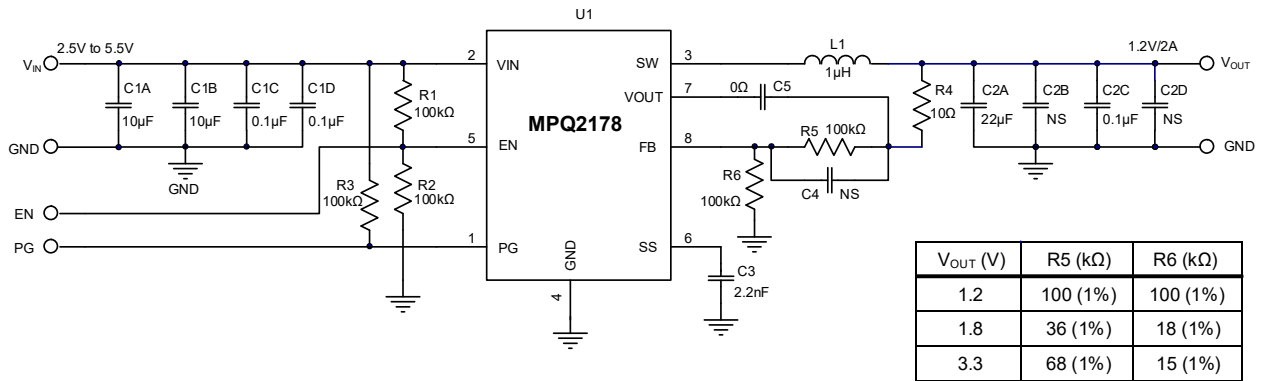 U1
V_IN
2.5V to 5.5V
C1A
10µF
C1B
10µF
C1C
0.1µF
C1D
0.1µF
GND
GND
EN
PG
R1
100kΩ
R2
100kΩ
R3
100kΩ
2
VIN
5
EN
1
PG
GND
4
MPQ2178
SW
3
VOUT
7
FB
8
SS
6
L1
1µH
0Ω
C5
R4
10Ω
R5
100kΩ
R6
100kΩ
C4
NS
C3
2.2nF
C2A
22µF
C2B
NS
C2C
0.1µF
C2D
NS
1.2V/2A
V_OUT
GND
V_OUT (V) R5 (kΩ) R6 (kΩ)
1.2 100 (1%) 100 (1%)
1.8 36 (1%) 18 (1%)
3.3 68 (1%) 15 (1%)